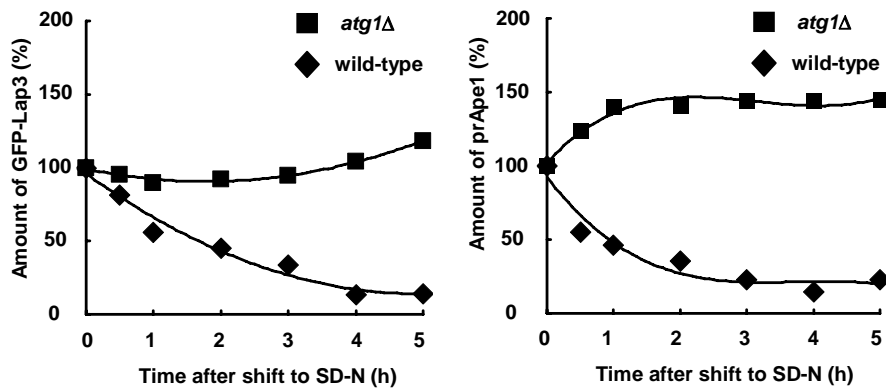 Amount of GFP-Lap3 (%)
200
150
100
50
0
0 1 2 3 4 5
Time after shift to SD-N (h)
atg1Δ
wild-type
Amount of prApe1 (%)
200
150
100
50
0
0 1 2 3 4 5
Time after shift to SD-N (h)
atg1Δ
wild-type